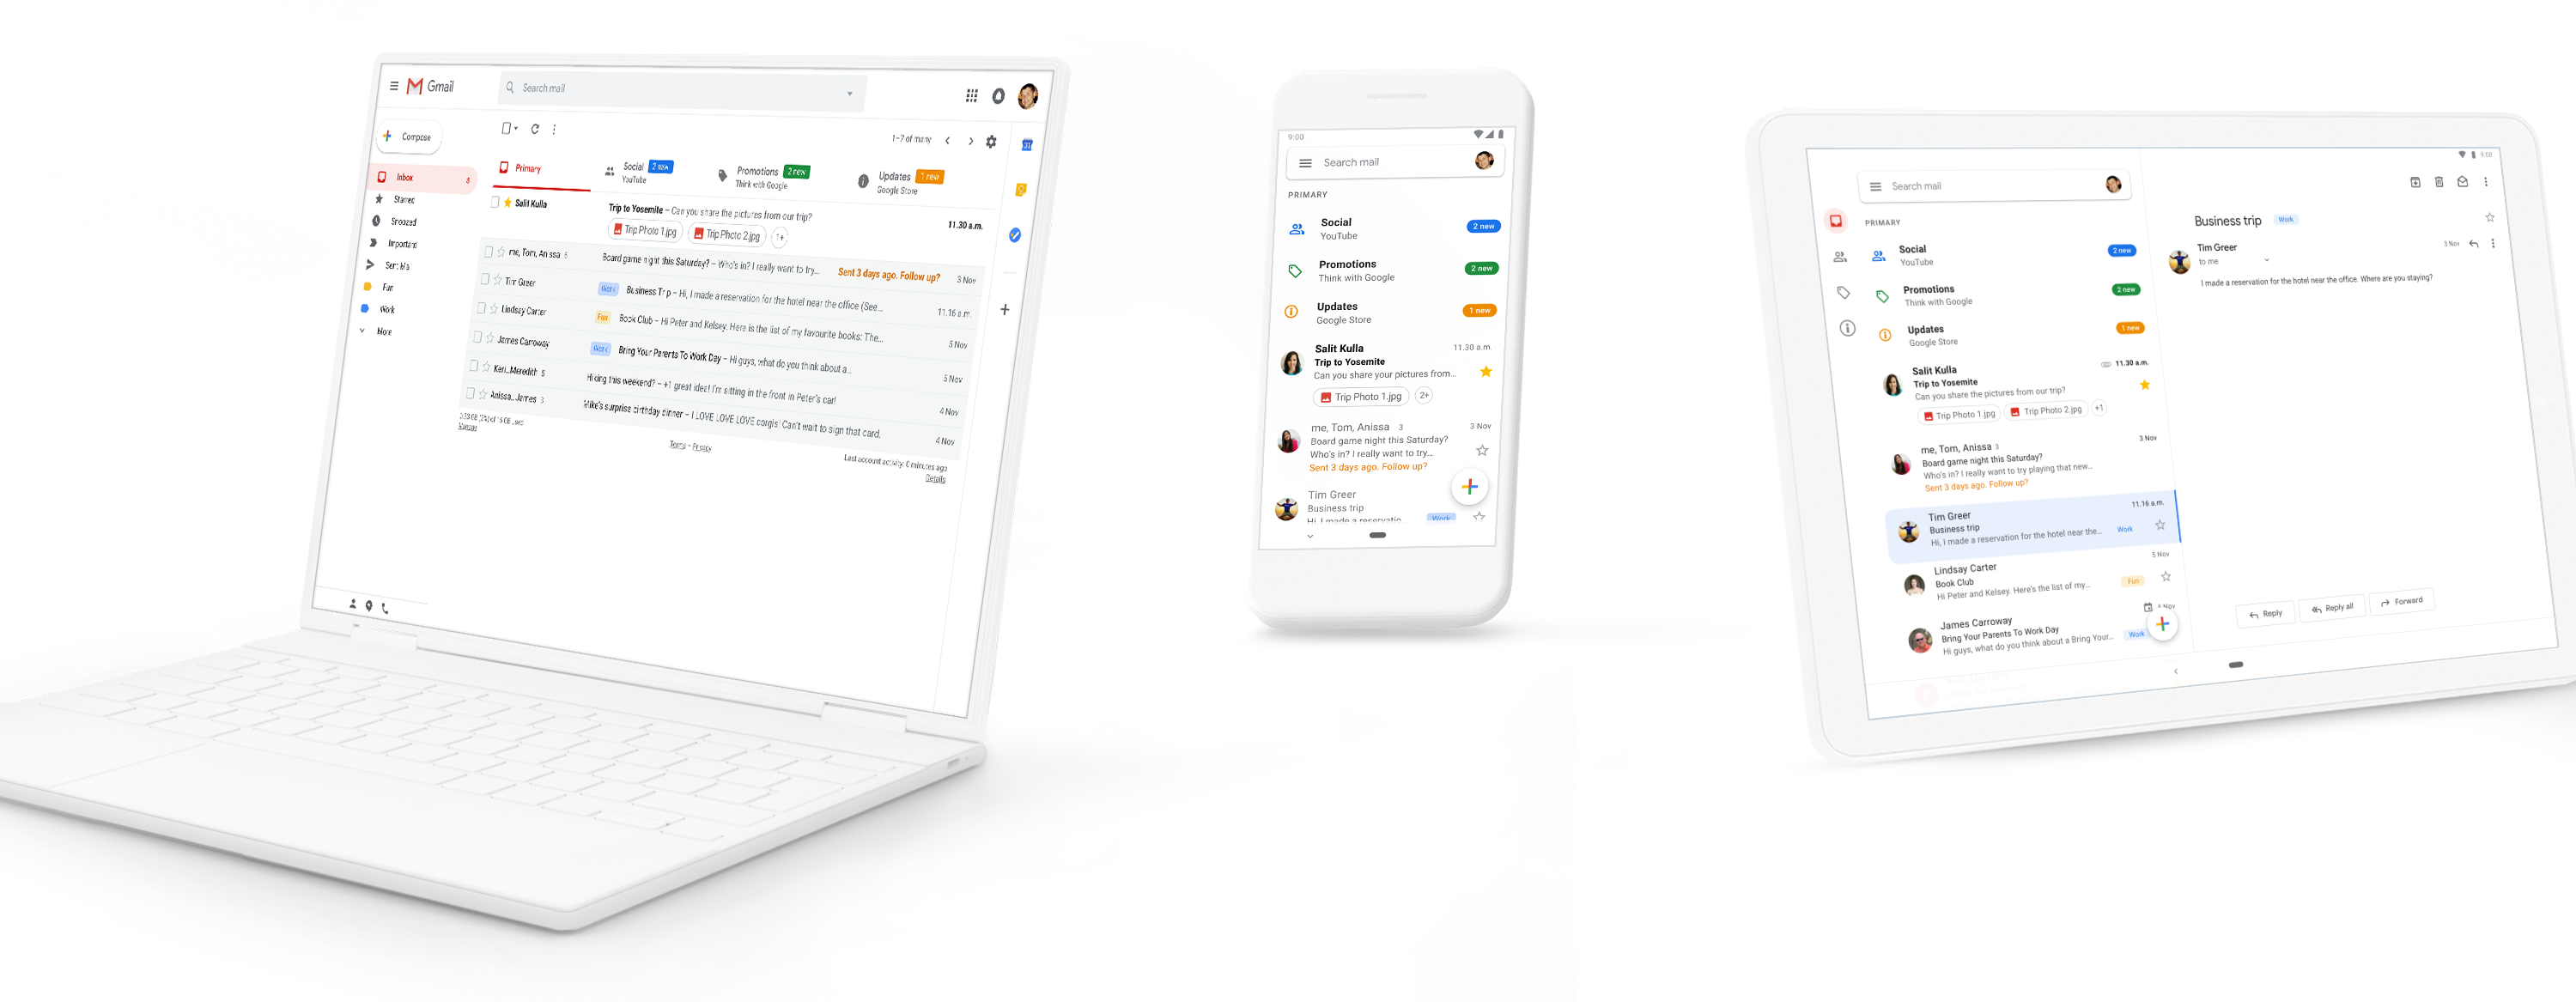 Gmail
Search mail
Compose
1–7 of many
Inbox
Starred
Snoozed
Important
Fun
Work
More
Primary
Social 2 new
YouTube
Promotions 2 new
Think with Google
Updates 1 new
Google Store
Salit Kulla
Trip to Yosemite – Can you share the pictures from our trip?
11.30 a.m.
Trip Photo 1.jpg
Trip Photo 2.jpg
1+
me, Tom, Anissa
Board game night this Saturday? – Who's in? I really want to try...
Sent 3 days ago. Follow up?
3 Nov
Tim Greer
Business Trip – Hi, I made a reservation for the hotel near the office (See...
11.16 a.m.
Lindsay Carter
Fun
Book Club – Hi Peter and Kelsey. Here is the list of my favourite books: The...
5 Nov
James Carroway
Bring Your Parents To Work Day – Hi guys, what do you think about a...
5 Nov
Keri...Meredith 5
Hiking this weekend? – +1 great idea! I'm sitting in the front in Peter's car!
4 Nov
Anissa...James 3
Mike's surprise birthday dinner – I LOVE LOVE LOVE corgis! Can't wait to sign that card.
4 Nov
Terms – Privacy
Last account activity: 0 minutes ago
Details
9:00
Search mail
PRIMARY
Social
YouTube
2 new
Promotions
Think with Google
2 new
Updates
Google Store
1 new
Salit Kulla
11.30 a.m.
Trip to Yosemite
Can you share your pictures from...
Trip Photo 1.jpg
2+
me, Tom, Anissa 3
3 Nov
Board game night this Saturday?
Who's in? I really want to try...
Sent 3 days ago. Follow up?
Tim Greer
Business trip
Hi, I made a reservatio...
Work
9:50
Search mail
PRIMARY
Social
YouTube
2 new
Promotions
Think with Google
2 new
Updates
Google Store
1 new
Salit Kulla
11.30 a.m.
Trip to Yosemite
Can you share the pictures from our trip?
Trip Photo 1.jpg
Trip Photo 2.jpg
+1
me, Tom, Anissa 3
3 Nov
Board game night this Saturday?
Who's in? I really want to try playing that new...
Sent 3 days ago. Follow up?
Tim Greer
11.16 a.m.
Business trip
Hi, I made a reservation for the hotel near the...
Work
Lindsay Carter
5 Nov
Book Club
Hi Peter and Kelsey. Here's the list of my...
Fun
James Carroway
Bring Your Parents To Work Day
Hi guys, what do you think about a Bring Your...
Work
Business trip
Work
Tim Greer
to me
3 Nov
I made a reservation for the hotel near the office. Where are you staying?
Reply
Reply all
Forward